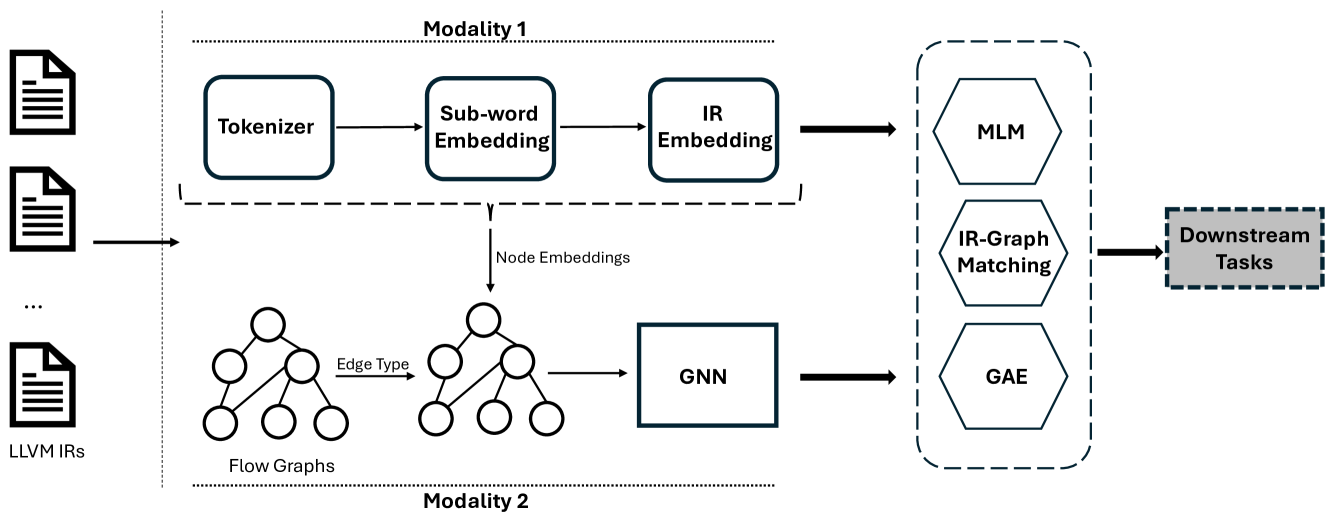 Modality 1
Tokenizer
Sub-word
Embedding
IR
Embedding
MLM
IR-Graph
Matching
GAE
Downstream
Tasks
Node Embeddings
...
Edge Type
GNN
LLVM IRs
Flow Graphs
Modality 2